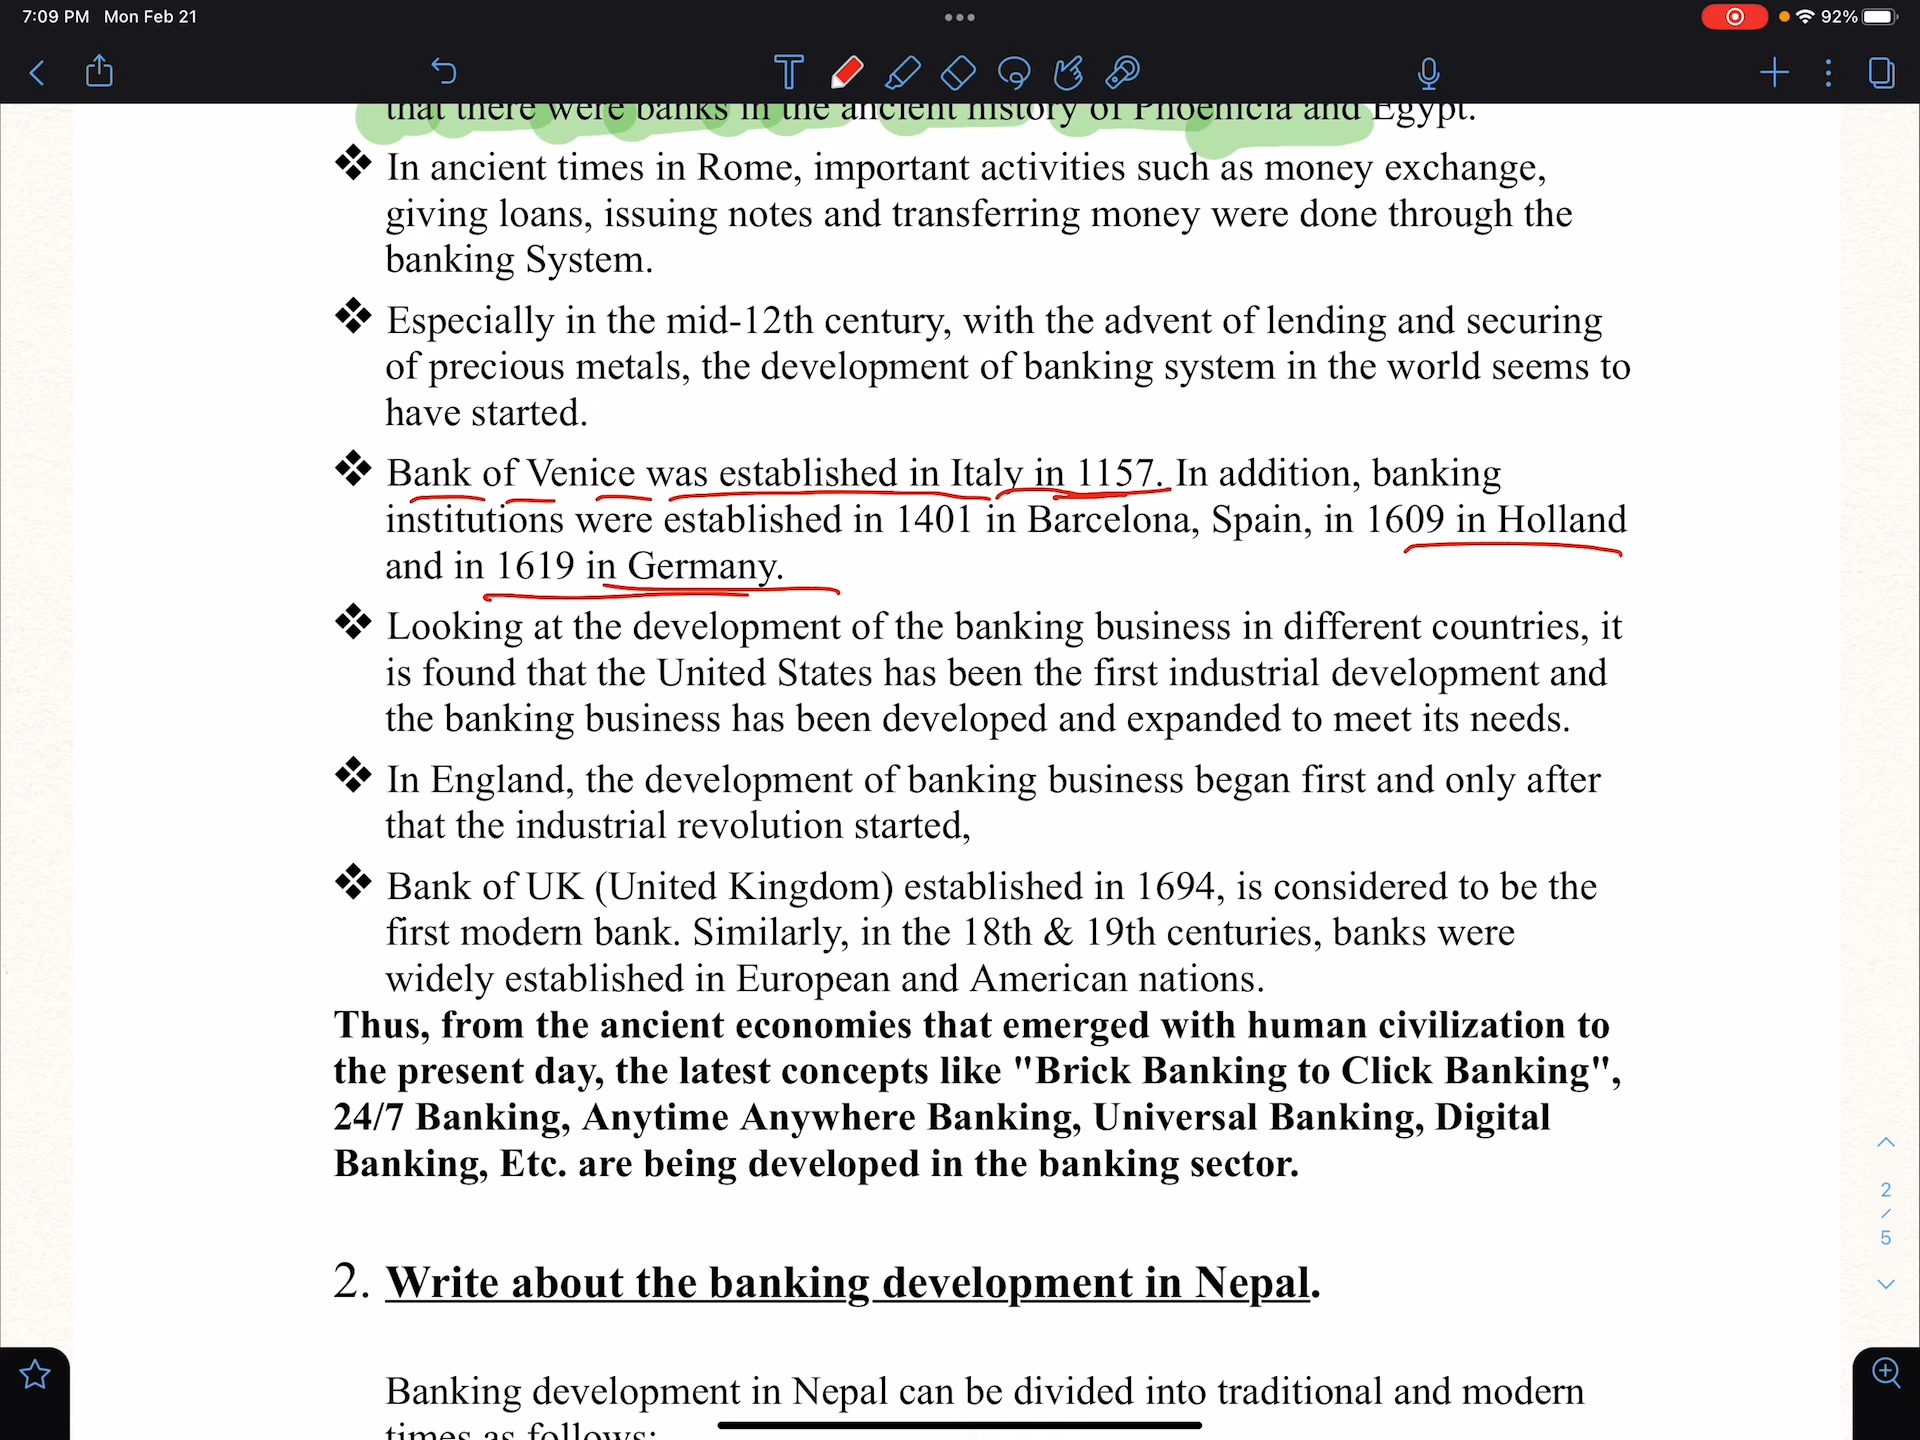 7:09 PM Mon Feb 21
92%
that there were banks in the ancient history of Phoenicia and Egypt.
❖ In ancient times in Rome, important activities such as money exchange,
giving loans, issuing notes and transferring money were done through the
banking System.
❖ Especially in the mid-12th century, with the advent of lending and securing
of precious metals, the development of banking system in the world seems to
have started.
❖ Bank of Venice was established in Italy in 1157. In addition, banking
institutions were established in 1401 in Barcelona, Spain, in 1609 in Holland
and in 1619 in Germany.
❖ Looking at the development of the banking business in different countries, it
is found that the United States has been the first industrial development and
the banking business has been developed and expanded to meet its needs.
❖ In England, the development of banking business began first and only after
that the industrial revolution started,
❖ Bank of UK (United Kingdom) established in 1694, is considered to be the
first modern bank. Similarly, in the 18th & 19th centuries, banks were
widely established in European and American nations.
Thus, from the ancient economies that emerged with human civilization to
the present day, the latest concepts like "Brick Banking to Click Banking",
24/7 Banking, Anytime Anywhere Banking, Universal Banking, Digital
Banking, Etc. are being developed in the banking sector.
2
/
5
2. Write about the banking development in Nepal.
Banking development in Nepal can be divided into traditional and modern
times as follows: